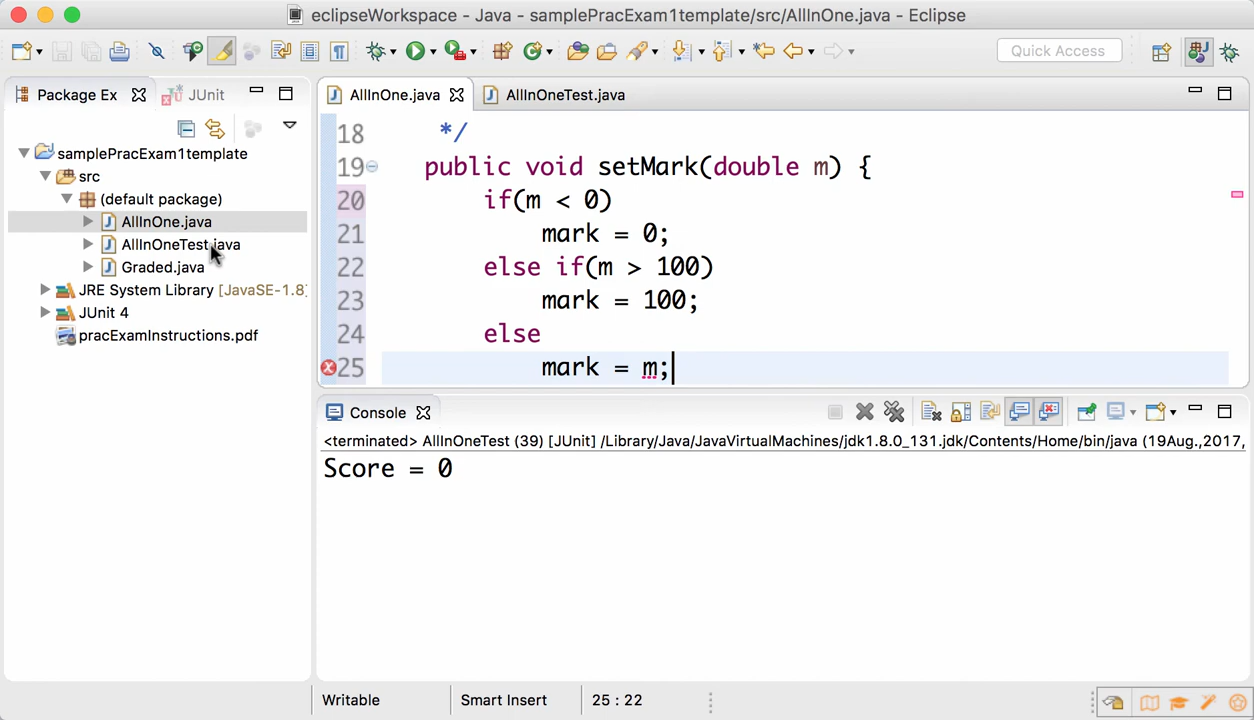 eclipseWorkspace - Java - samplePracExam1template/src/AllInOne.java - Eclipse
Quick Access
Package Ex
JUnit
samplePracExam1template
src
(default package)
AllInOne.java
AllInOneTest.java
Graded.java
JRE System Library [JavaSE-1.8]
JUnit 4
pracExamInstructions.pdf
AllInOne.java
AllInOneTest.java
18 */
19 public void setMark(double m) {
20 if(m < 0)
21 mark = 0;
22 else if(m > 100)
23 mark = 100;
24 else
25 mark = m;
Console
<terminated> AllInOneTest (39) [JUnit] /Library/Java/JavaVirtualMachines/jdk1.8.0_131.jdk/Contents/Home/bin/java (19Aug.,2017,
Score = 0
Writable
Smart Insert
25 : 22